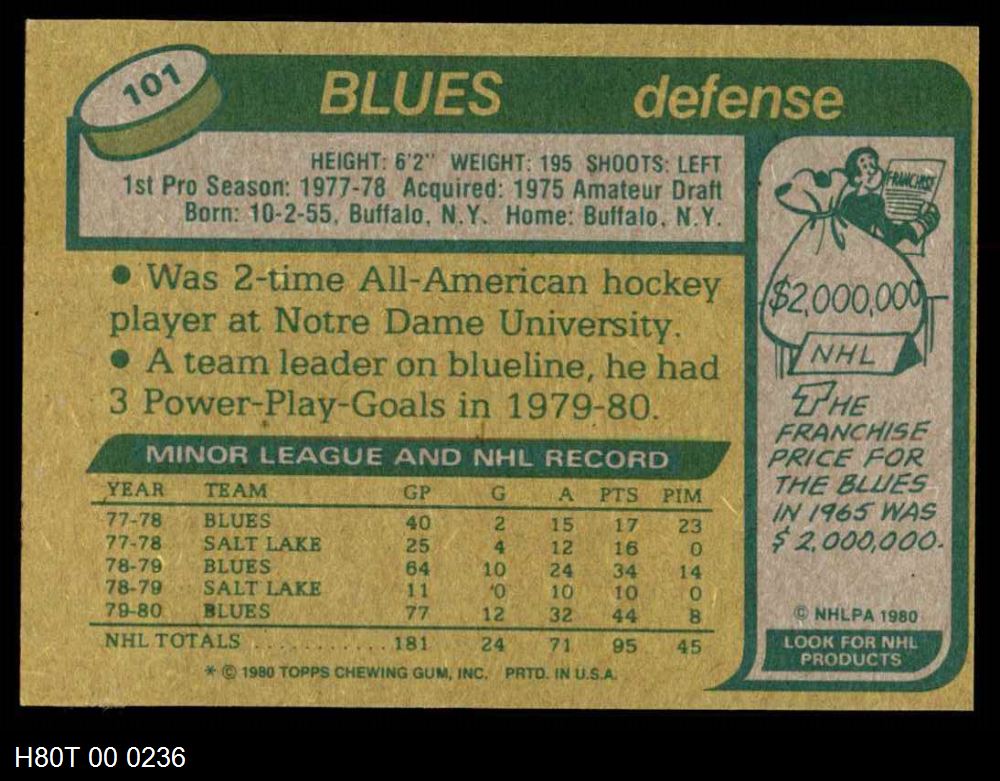 101
BLUES defense
HEIGHT: 6'2" WEIGHT: 195 SHOOTS: LEFT
1st Pro Season: 1977-78 Acquired: 1975 Amateur Draft
Born: 10-2-55, Buffalo, N.Y. Home: Buffalo, N.Y.
• Was 2-time All-American hockey
player at Notre Dame University.
• A team leader on blueline, he had
3 Power-Play-Goals in 1979-80.
MINOR LEAGUE AND NHL RECORD
YEAR TEAM GP G A PTS PIM
77-78 BLUES 40 2 15 17 23
77-78 SALT LAKE 25 4 12 16 0
78-79 BLUES 64 10 24 34 14
78-79 SALT LAKE 11 0 10 10 0
79-80 BLUES 77 12 32 44 8
NHL TOTALS ............ 181 24 71 95 45
* © 1980 TOPPS CHEWING GUM, INC. PRTD. IN U.S.A.
FRANCHISE
$2,000,000
NHL
THE
FRANCHISE
PRICE FOR
THE BLUES
IN 1965 WAS
$2,000,000.
© NHLPA 1980
LOOK FOR NHL
PRODUCTS
H80T 00 0236